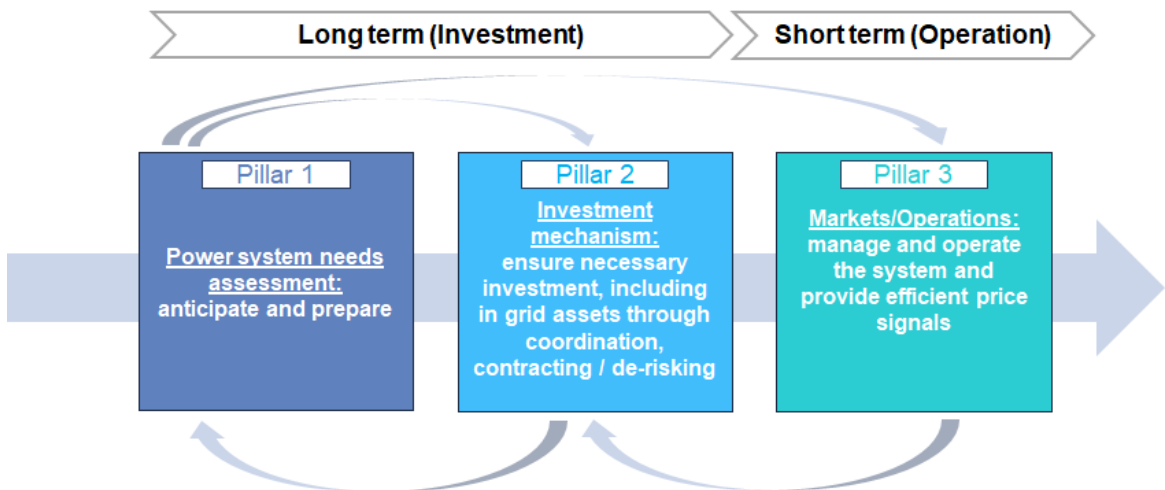 Long term (Investment)
Short term (Operation)
Pillar 1
Power system needs
assessment:
anticipate and prepare
Pillar 2
Investment
mechanism:
ensure necessary
investment, including
in grid assets through
coordination,
contracting / de-risking
Pillar 3
Markets/Operations:
manage and operate
the system and
provide efficient price
signals